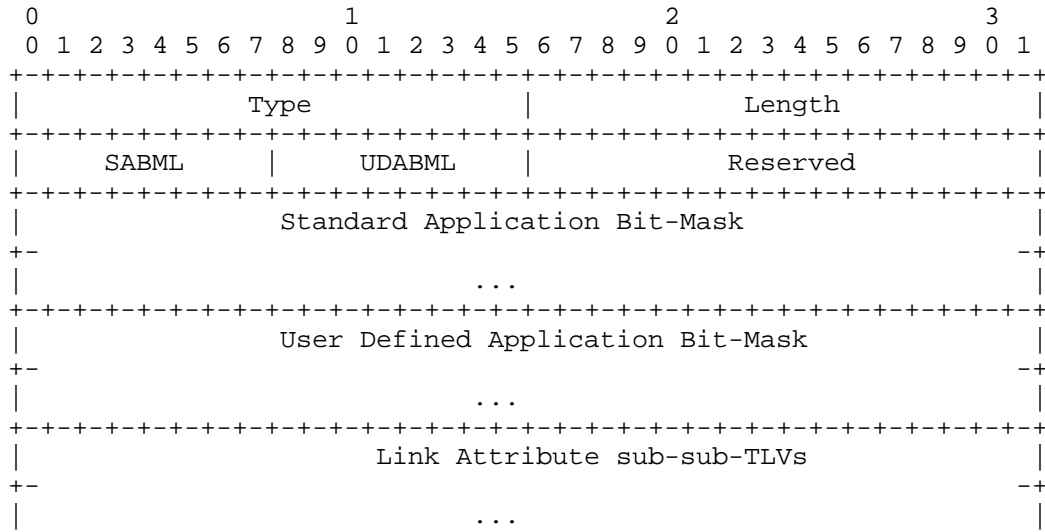 0                   1                   2                   3
 0 1 2 3 4 5 6 7 8 9 0 1 2 3 4 5 6 7 8 9 0 1 2 3 4 5 6 7 8 9 0 1
+-+-+-+-+-+-+-+-+-+-+-+-+-+-+-+-+-+-+-+-+-+-+-+-+-+-+-+-+-+-+-+-+
|              Type             |             Length            |
+-+-+-+-+-+-+-+-+-+-+-+-+-+-+-+-+-+-+-+-+-+-+-+-+-+-+-+-+-+-+-+-+
|     SABML     |     UDABML    |            Reserved           |
+-+-+-+-+-+-+-+-+-+-+-+-+-+-+-+-+-+-+-+-+-+-+-+-+-+-+-+-+-+-+-+-+
|                Standard Application Bit-Mask                  |
+-                                                             -+
|                            ...                                |
+-+-+-+-+-+-+-+-+-+-+-+-+-+-+-+-+-+-+-+-+-+-+-+-+-+-+-+-+-+-+-+-+
|                User Defined Application Bit-Mask              |
+-                                                             -+
|                            ...                                |
+-+-+-+-+-+-+-+-+-+-+-+-+-+-+-+-+-+-+-+-+-+-+-+-+-+-+-+-+-+-+-+-+
|                      Link Attribute sub-sub-TLVs              |
+-                                                             -+
|                            ...                                |